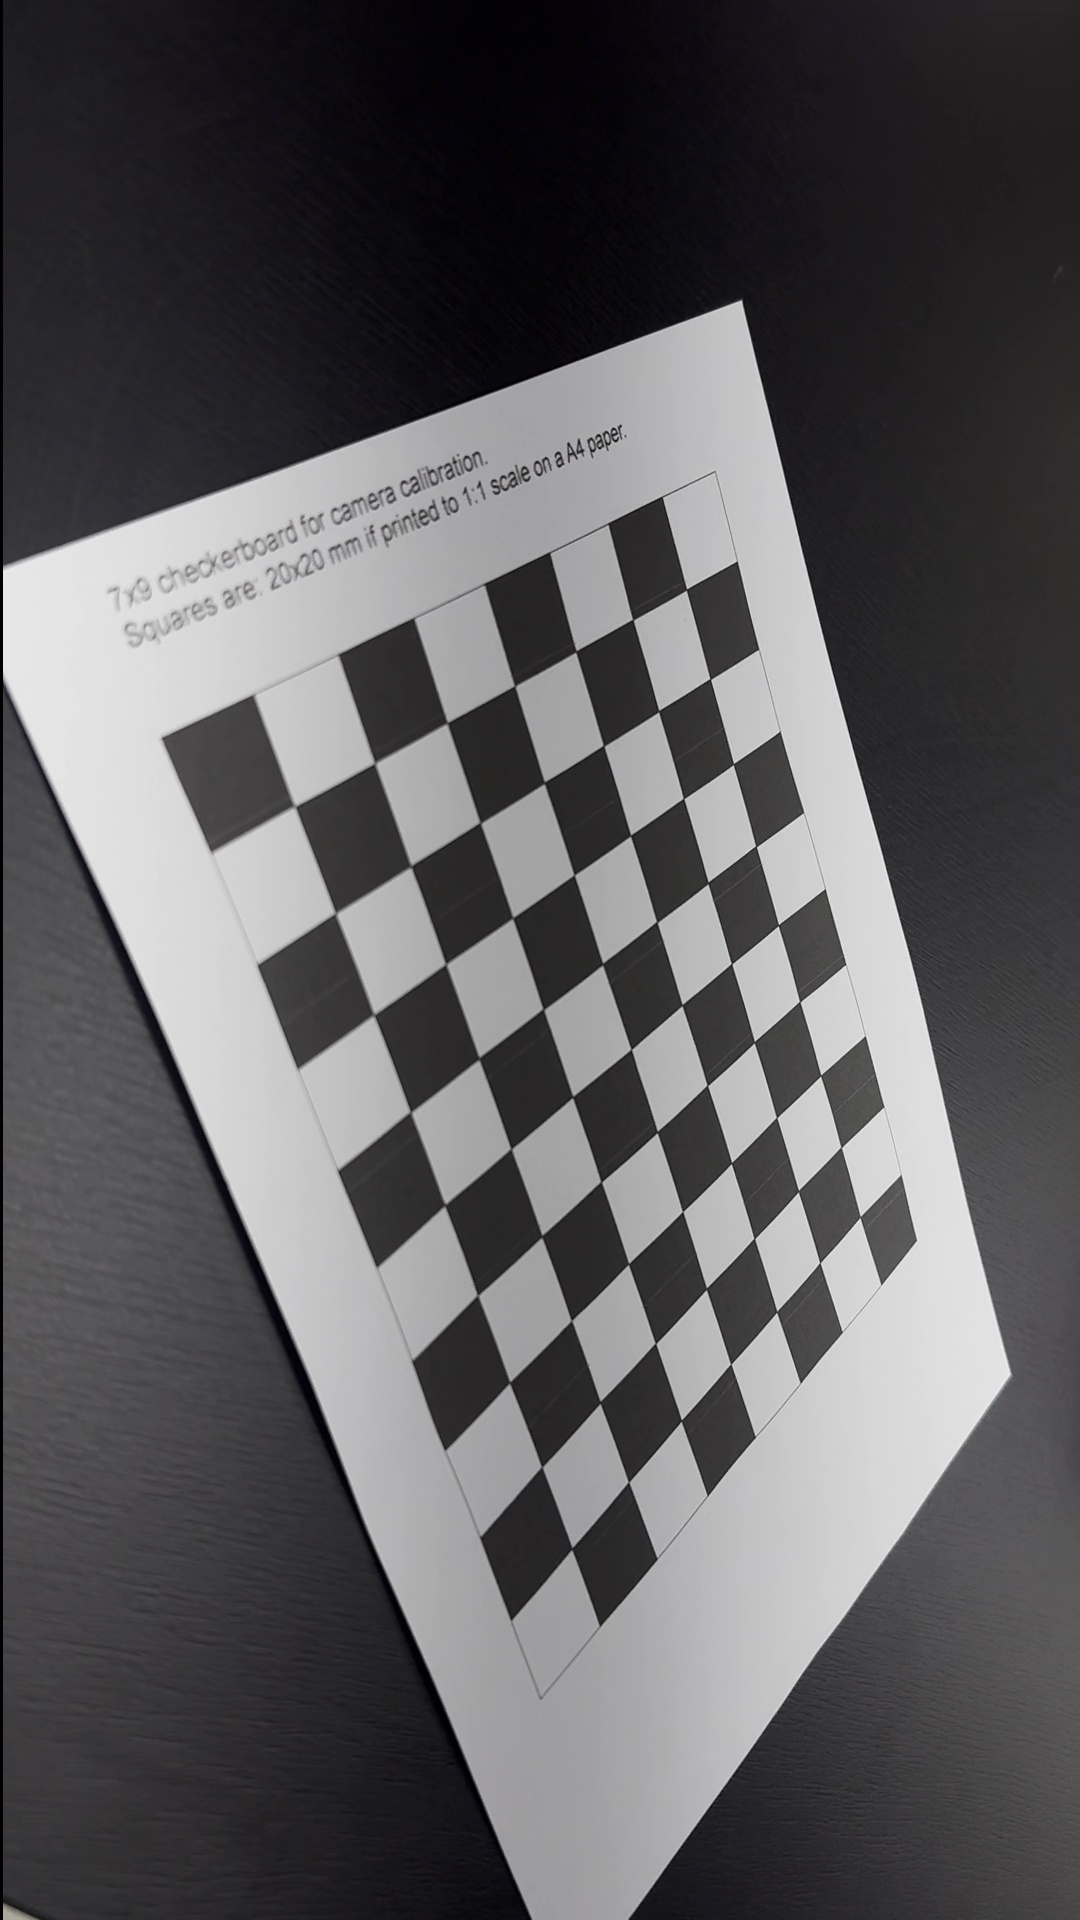 7x9 checkerboard for camera calibration.
Squares are: 20x20 mm if printed to 1:1 scale on a A4 paper.